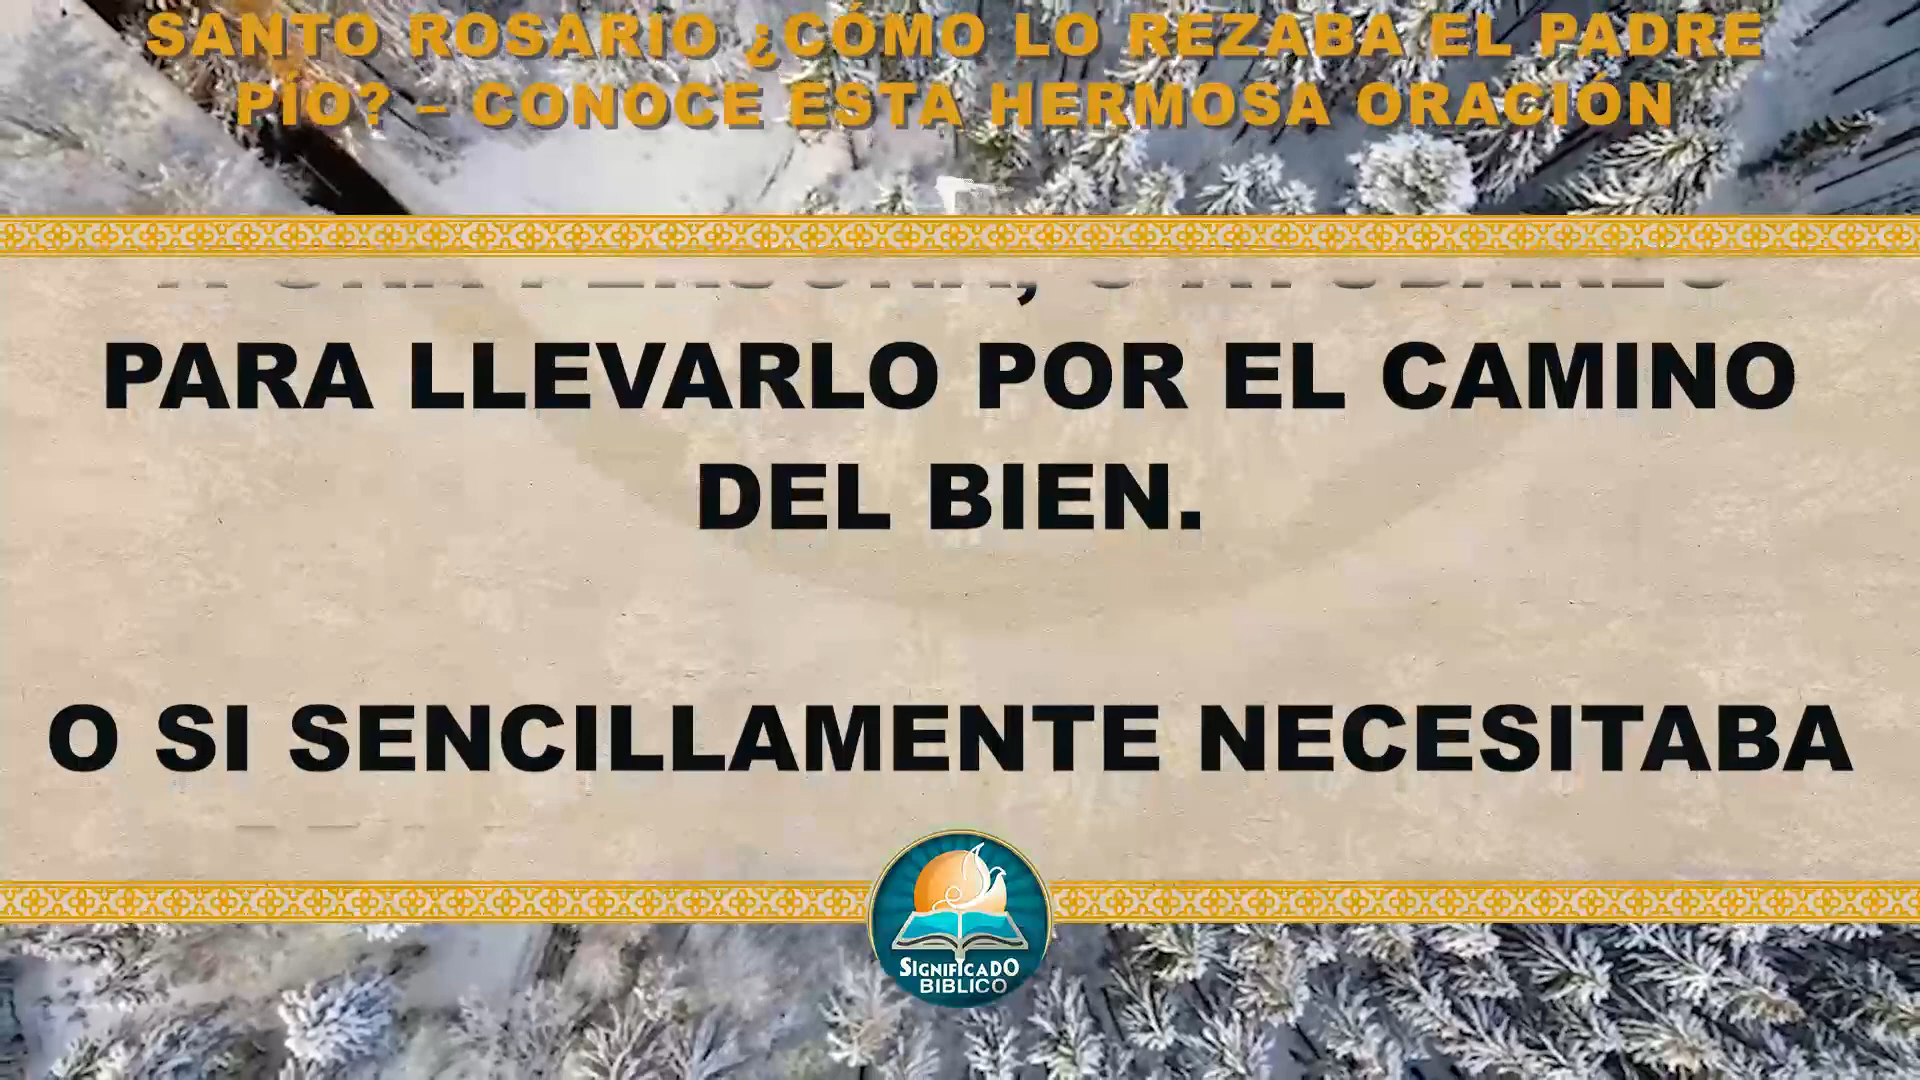 SANTO ROSARIO ¿CÓMO LO REZABA EL PADRE
PÍO? – CONOCE ESTA HERMOSA ORACIÓN
PARA LLEVARLO POR EL CAMINO
DEL BIEN.
O SI SENCILLAMENTE NECESITABA
SIGNIFICADO
BIBLICO